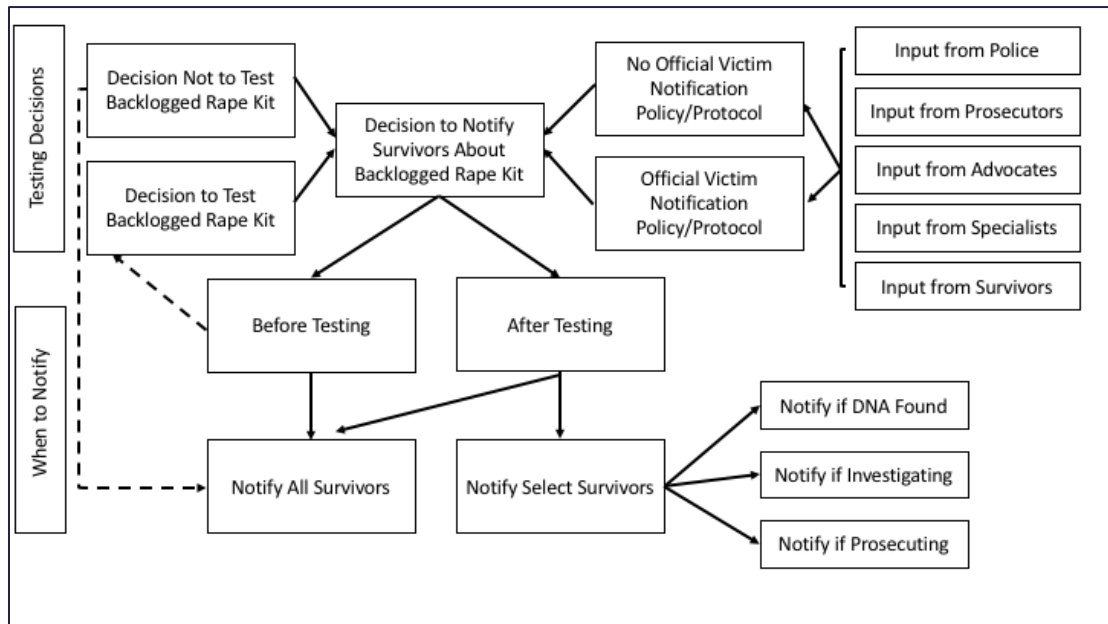 Testing Decisions
Decision Not to Test
Backlogged Rape Kit
Decision to Test
Backlogged Rape Kit
Decision to Notify
Survivors About
Backlogged Rape Kit
No Official Victim
Notification
Policy/Protocol
Official Victim
Notification
Policy/Protocol
Input from Police
Input from Prosecutors
Input from Advocates
Input from Specialists
Input from Survivors
When to Notify
Before Testing
After Testing
Notify All Survivors
Notify Select Survivors
Notify if DNA Found
Notify if Investigating
Notify if Prosecuting